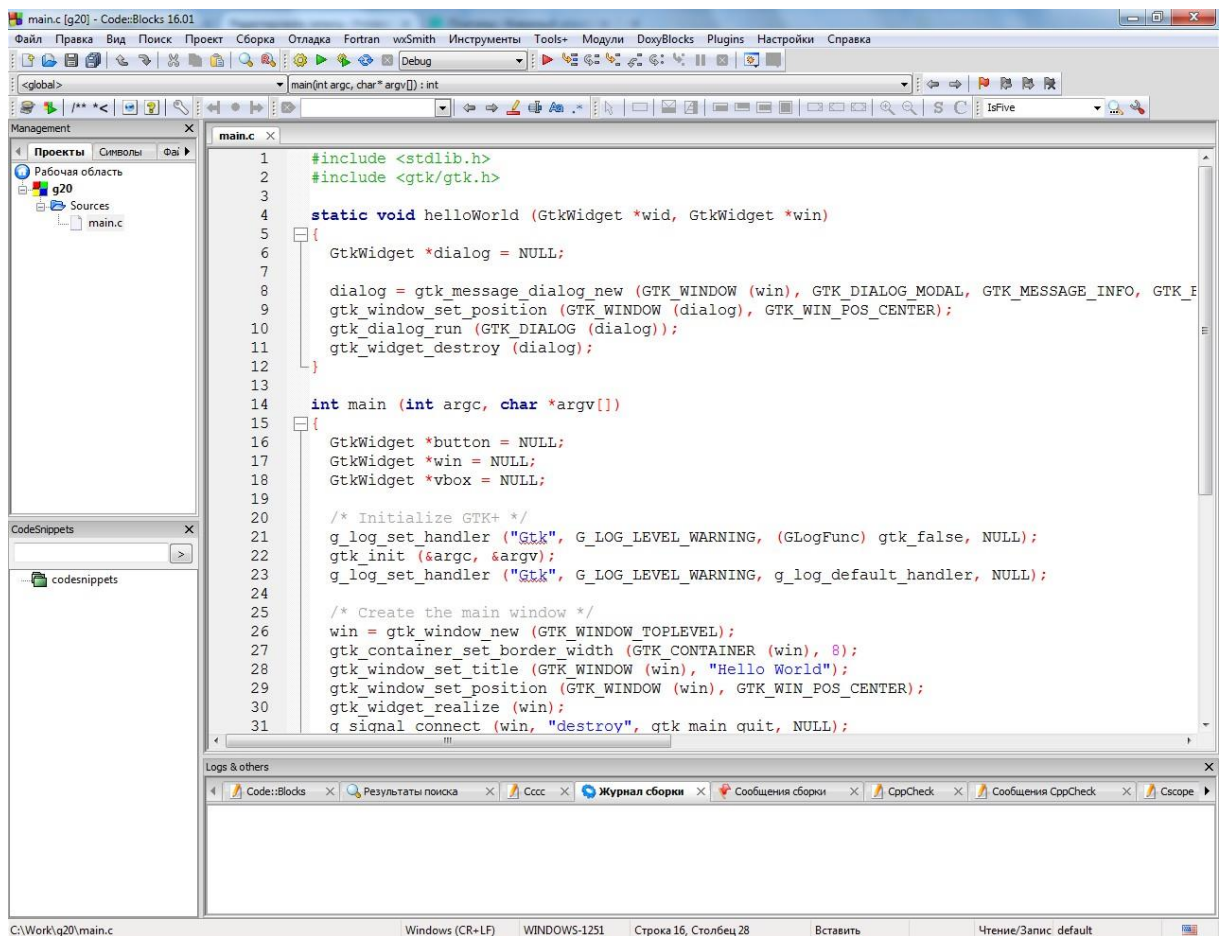 main.c [g20] - Code::Blocks 16.01
Файл Правка Вид Поиск Проект Сборка Отладка Fortran wxSmith Инструменты Tools+ Модули DoxyBlocks Plugins Настройки Справка
Debug
<global> main(int argc, char* argv[]) : int
/** *< S C IsFive
Management
Проекты Символы Фай
Рабочая область
g20
Sources
main.c
CodeSnippets
>
codesnippets
main.c
1 #include <stdlib.h>
2 #include <gtk/gtk.h>
3
4 static void helloWorld (GtkWidget *wid, GtkWidget *win)
5 {
6 GtkWidget *dialog = NULL;
7
8 dialog = gtk_message_dialog_new (GTK_WINDOW (win), GTK_DIALOG_MODAL, GTK_MESSAGE_INFO, GTK_B
9 gtk_window_set_position (GTK_WINDOW (dialog), GTK_WIN_POS_CENTER);
10 gtk_dialog_run (GTK_DIALOG (dialog));
11 gtk_widget_destroy (dialog);
12 }
13
14 int main (int argc, char *argv[])
15 {
16 GtkWidget *button = NULL;
17 GtkWidget *win = NULL;
18 GtkWidget *vbox = NULL;
19
20 /* Initialize GTK+ */
21 g_log_set_handler ("Gtk", G_LOG_LEVEL_WARNING, (GLogFunc) gtk_false, NULL);
22 gtk_init (&argc, &argv);
23 g_log_set_handler ("Gtk", G_LOG_LEVEL_WARNING, g_log_default_handler, NULL);
24
25 /* Create the main window */
26 win = gtk_window_new (GTK_WINDOW_TOPLEVEL);
27 gtk_container_set_border_width (GTK_CONTAINER (win), 8);
28 gtk_window_set_title (GTK_WINDOW (win), "Hello World");
29 gtk_window_set_position (GTK_WINDOW (win), GTK_WIN_POS_CENTER);
30 gtk_widget_realize (win);
31 g_signal_connect (win, "destroy", gtk_main_quit, NULL);
Logs & others
Code::Blocks Результаты поиска Cccc Журнал сборки Сообщения сборки CppCheck Сообщения CppCheck Cscope
C:\Work\g20\main.c Windows (CR+LF) WINDOWS-1251 Строка 16, Столбец 28 Вставить Чтение/Запис default